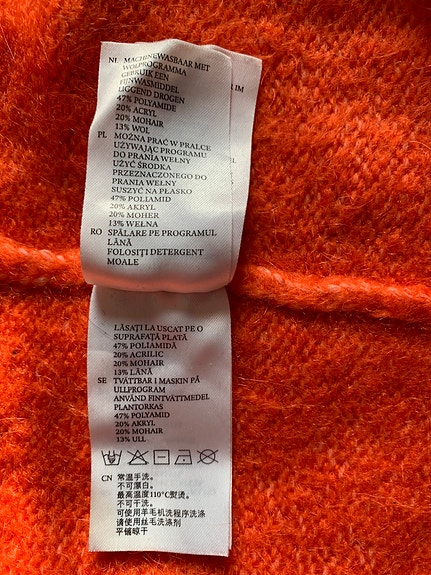 NL MACHINEWASBAAR MET
WOLPROGRAMMA
GEBRUIK EEN
FIJNWASMIDDEL
LIGGEND DROGEN
47% POLYAMIDE
20% ACRYL
20% MOHAIR
13% WOL
PL MOŻNA PRAĆ W PRALCE
UŻYWAJĄC PROGRAMU
DO PRANIA WEŁNY
UŻYĆ ŚRODKA
PRZEZNACZONEGO DO
PRANIA WEŁNY
SUSZYĆ NA PŁASKO
47% POLIAMID
20% AKRYL
20% MOHER
13% WEŁNA
RO SPĂLARE PE PROGRAMUL
LÂNĂ
FOLOSIȚI DETERGENT
MOALE
LĂSAȚI LA USCAT PE O
SUPRAFAȚĂ PLATĂ
47% POLIAMIDĂ
20% ACRILIC
20% MOHAIR
13% LÂNĂ
SE TVÄTTBAR I MASKIN PÅ
ULLPROGRAM
ANVÄND FINTVÄTTMEDEL
PLANTORKAS
47% POLYAMID
20% AKRYL
20% MOHAIR
13% ULL
CN 常温手洗。
不可漂白。
最高温度110°C熨烫。
不可干洗。
可使用羊毛机洗程序洗涤
请使用丝毛洗涤剂
平铺晾干